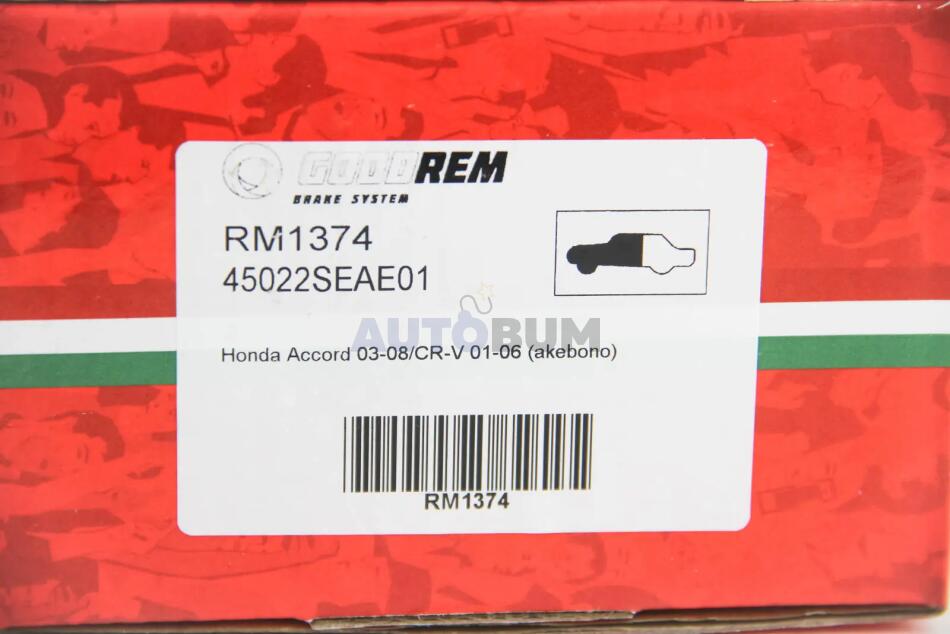 GOODREM
BRAKE SYSTEM
RM1374
45022SEAE01
AUTOBUM
Honda Accord 03-08/CR-V 01-06 (akebono)
RM1374